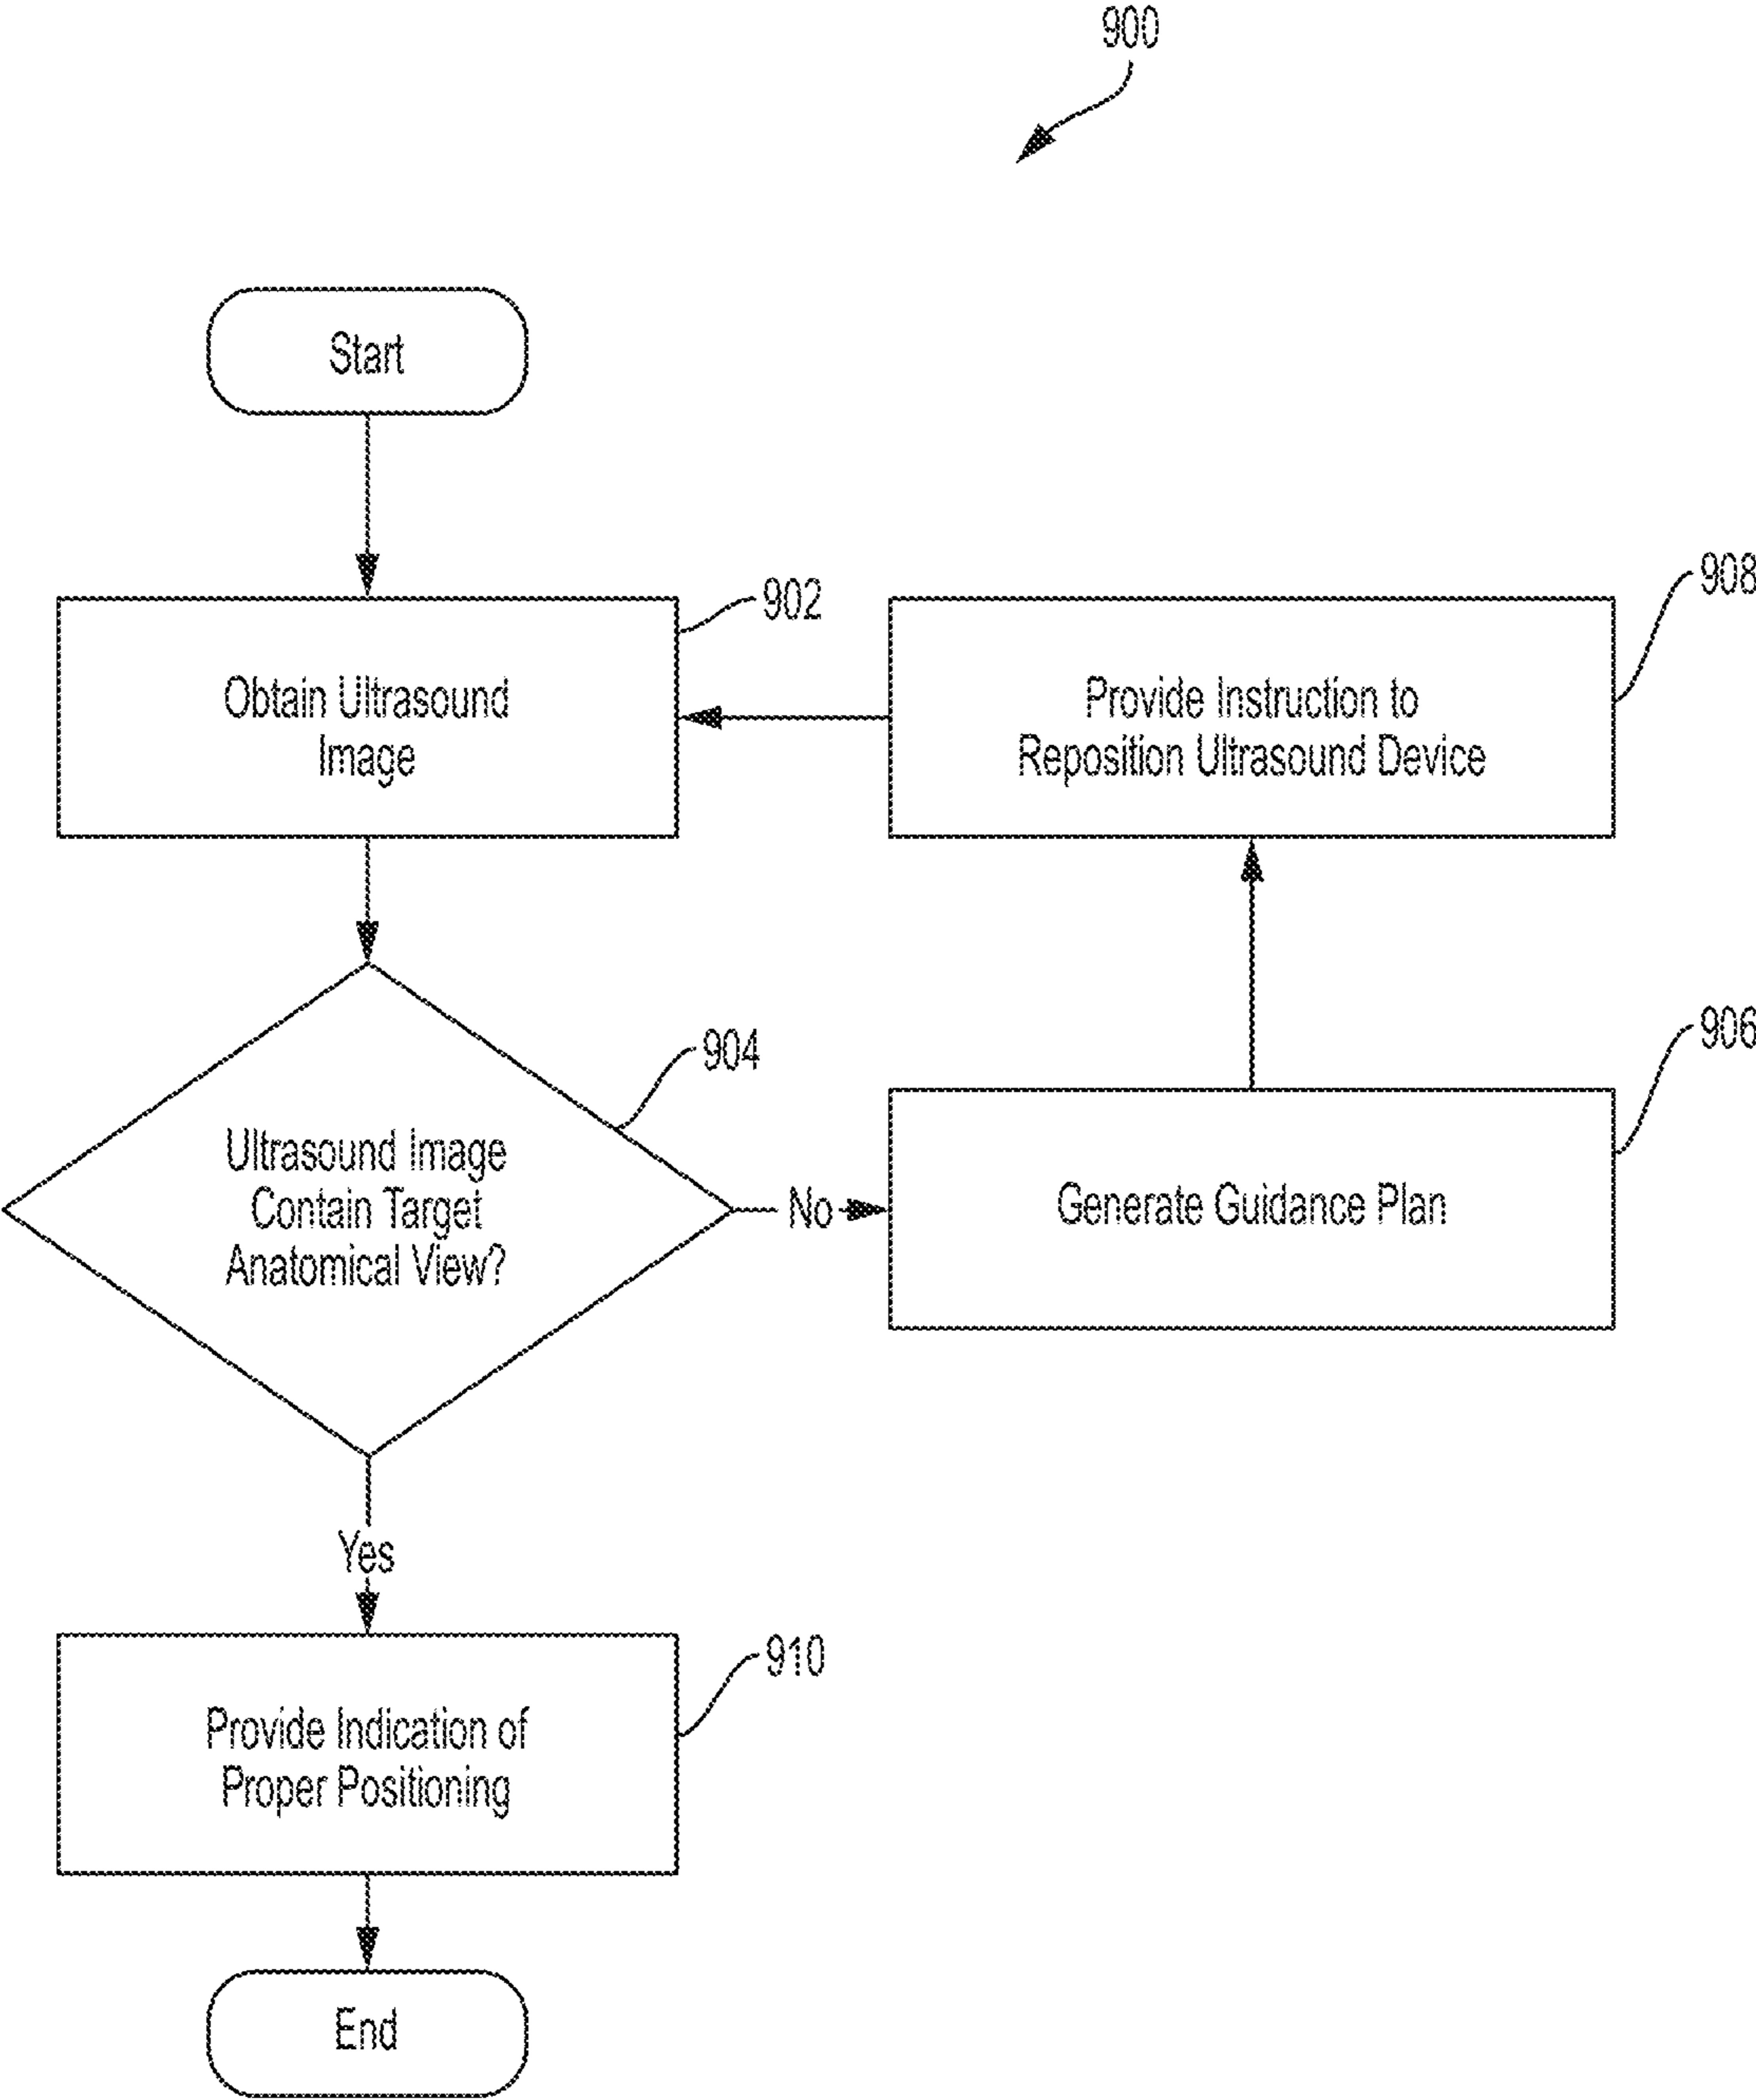 900
Start
902
Obtain Ultrasound
Image
908
Provide Instruction to
Reposition Ultrasound Device
904
Ultrasound Image
Contain Target
Anatomical View?
No
906
Generate Guidance Plan
Yes
910
Provide Indication of
Proper Positioning
End